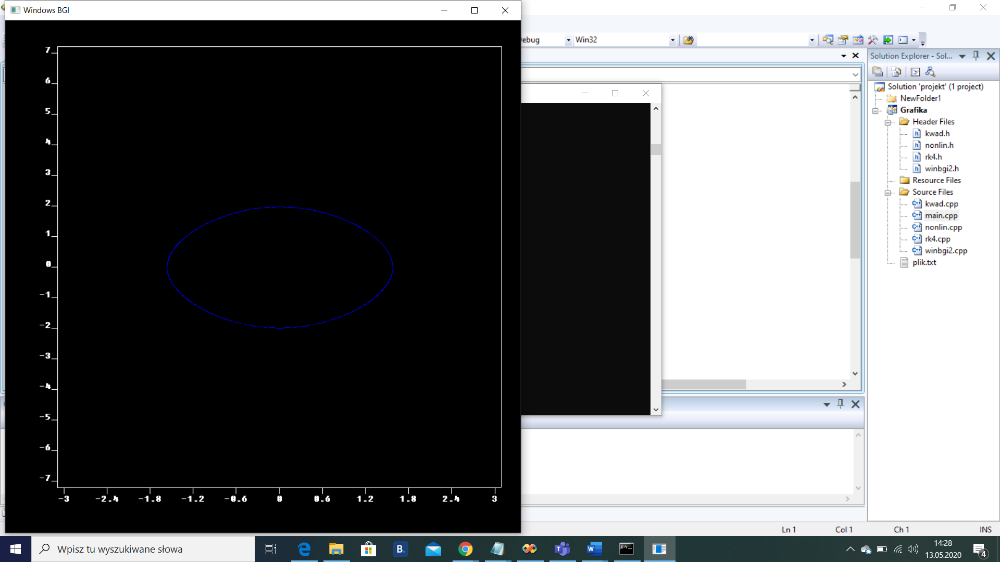 Windows BGI
ebug
Win32
7
6
5
4
3
2
1
0
-1
-2
-3
-4
-5
-6
-7
-3 -2.4 -1.8 -1.2 -0.6 0 0.6 1.2 1.8 2.4 3
Solution Explorer - Sol...
Solution 'projekt' (1 project)
NewFolder1
Grafika
Header Files
kwad.h
nonlin.h
rk4.h
winbgi2.h
Resource Files
Source Files
kwad.cpp
main.cpp
nonlin.cpp
rk4.cpp
winbgi2.cpp
plik.txt
Ln 1 Col 1 Ch 1 INS
Wpisz tu wyszukiwane słowa
B.
14:28
13.05.2020
4